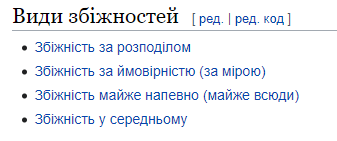 Види збіжностей [ ред. | ред. код ]
Збіжність за розподілом
Збіжність за ймовірністю (за мірою)
Збіжність майже напевно (майже всюди)
Збіжність у середньому